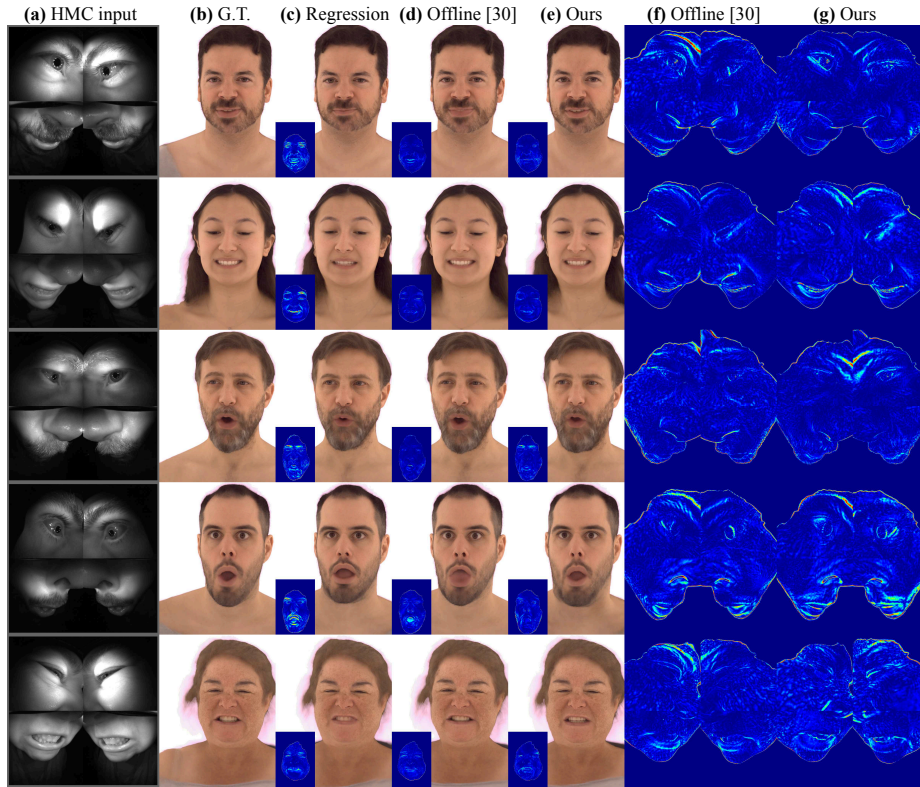 (a) HMC input (b) G.T. (c) Regression (d) Offline [30] (e) Ours (f) Offline [30] (g) Ours